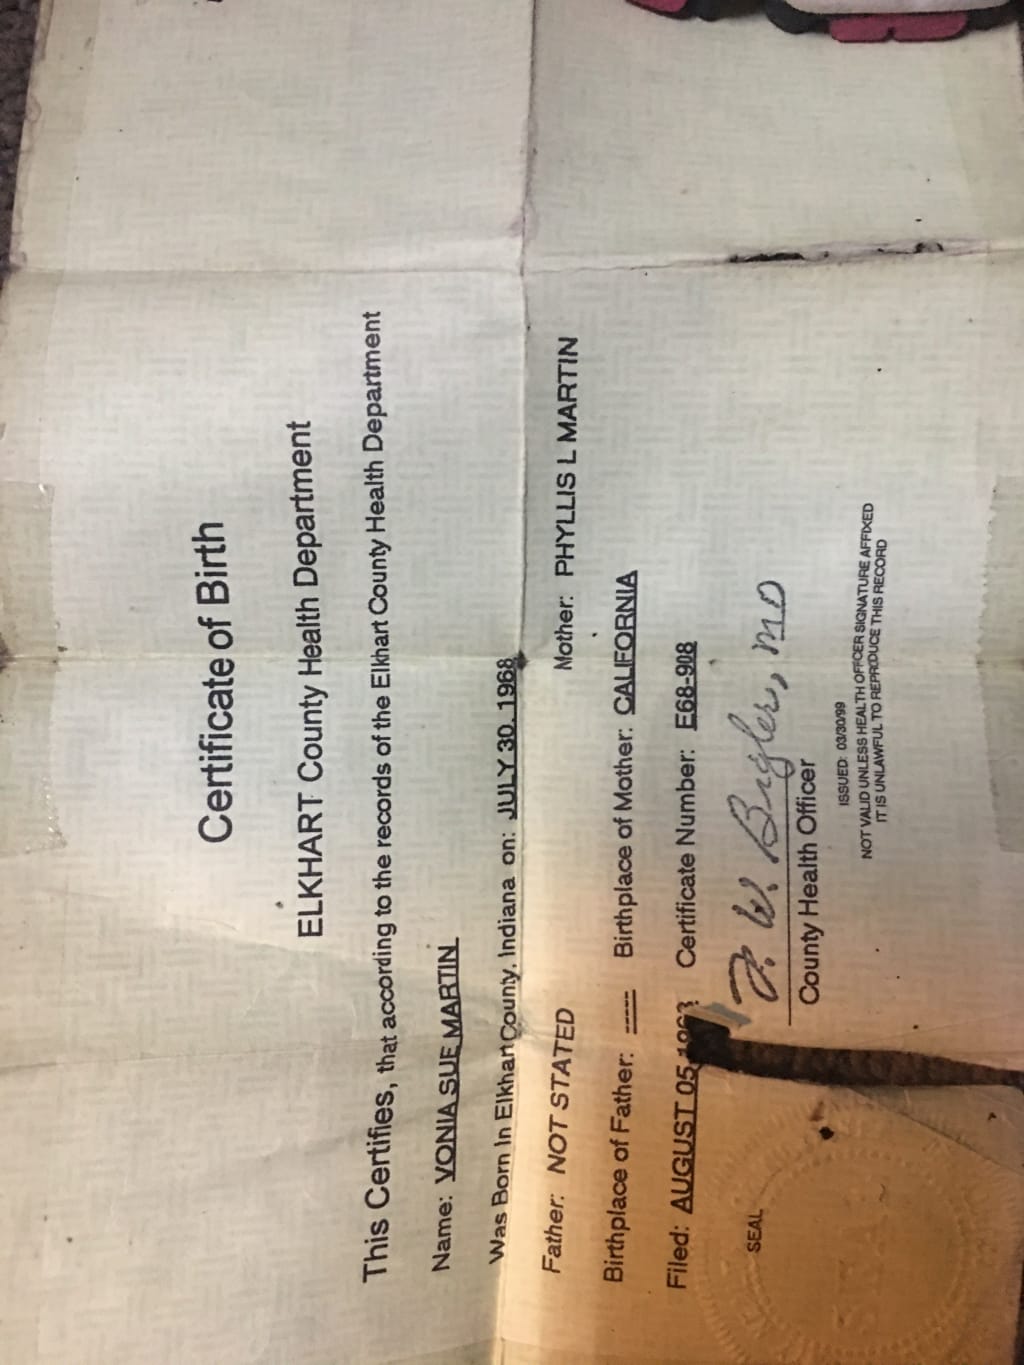 Certificate of Birth
ELKHART County Health Department
This Certifies, that according to the records of the Elkhart County Health Department
Name: VONIA SUE MARTIN
Was Born In Elkhart County, Indiana on: JULY 30, 1968
Father: NOT STATED Mother: PHYLLIS L MARTIN
Birthplace of Father: ----- Birthplace of Mother: CALIFORNIA
Filed: AUGUST 05, Certificate Number: E68-908
County Health Officer
SEAL
ISSUED: 03/30/99
NOT VALID UNLESS HEALTH OFFICER SIGNATURE AFFIXED
IT IS UNLAWFUL TO REPRODUCE THIS RECORD